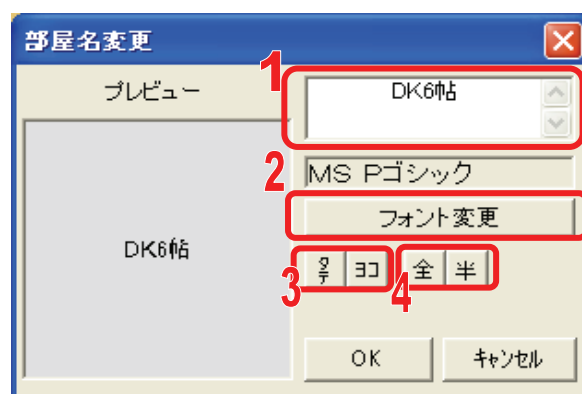 部屋名変更
プレビュー
DK6帖
1
DK6帖
2
MS Pゴシック
フォント変更
3
タテ
ヨコ
4
全
半
OK
キャンセル